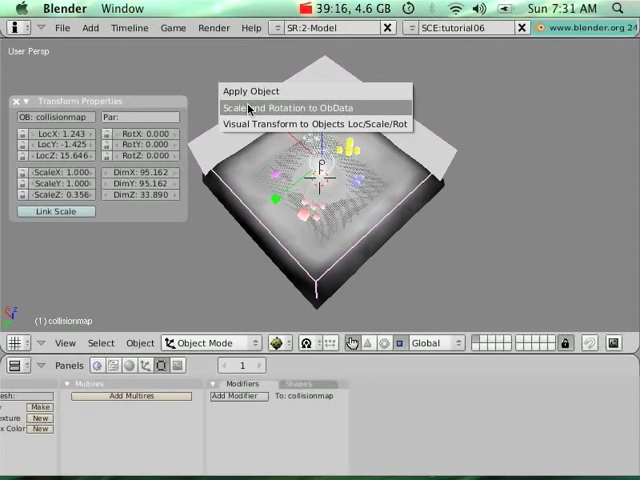 Blender Window 39:16, 4.6 GB Sun 7:31 AM
File Add Timeline Game Render Help SR:2-Model SCE:tutorial06 www.blender.org 24
User Persp
Transform Properties
OB: collisionmap Par:
LocX: 1.243 RotX: 0.000
LocY: -1.425 RotY: 0.000
LocZ: 15.646 RotZ: 0.000
ScaleX: 1.000 DimX: 95.162
ScaleY: 1.000 DimY: 95.162
ScaleZ: 0.356 DimZ: 33.890
Link Scale
Apply Object
Scale and Rotation to ObData
Visual Transform to Objects Loc/Scale/Rot
(1) collisionmap
View Select Object Object Mode Global
Panels 1
Multires Modifiers Shapes
esh: Add Multires Add Modifier To: collisionmap
Make
exture New
x Color New